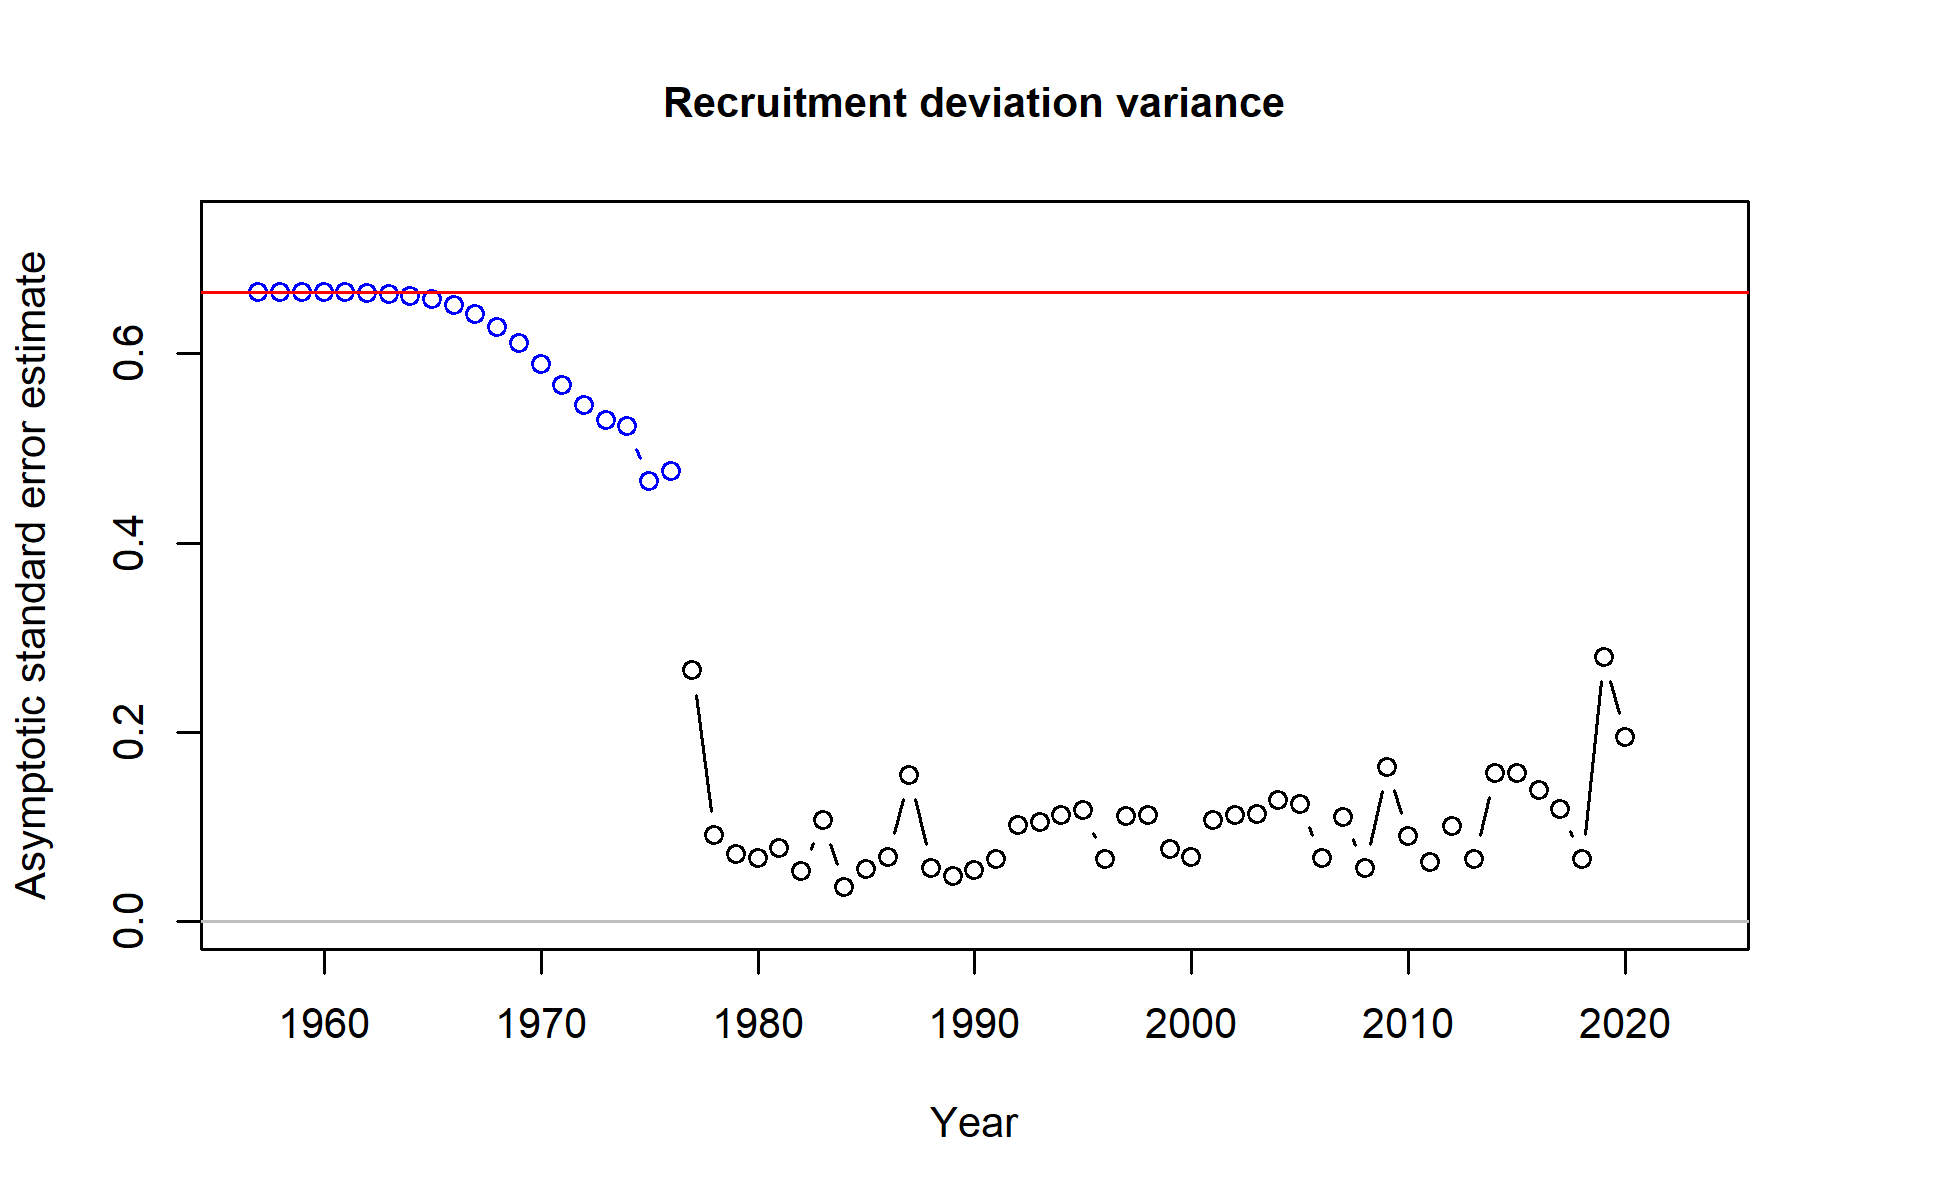 Recruitment deviation variance
Asymptotic standard error estimate
0.6
0.4
0.2
0.0
1960 1970 1980 1990 2000 2010 2020
Year